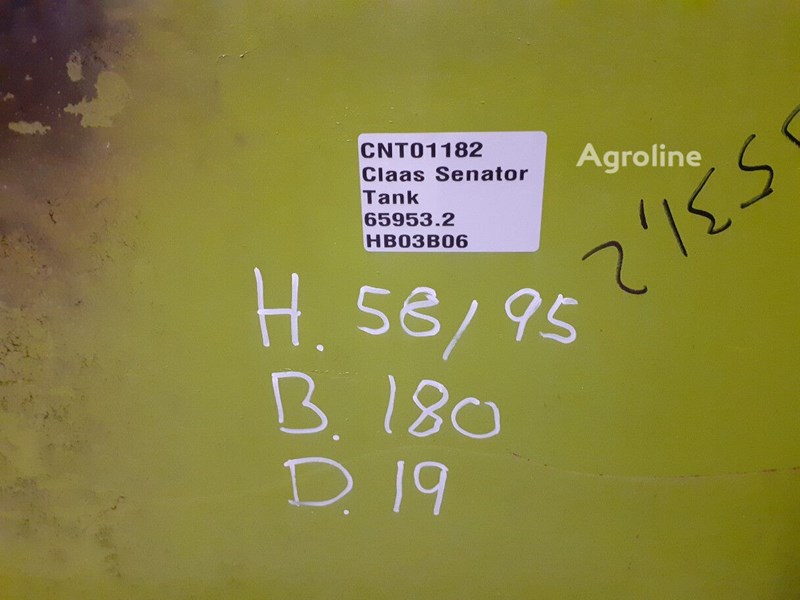 CNT01182
Claas Senator
Tank
65953.2
HB03B06
Agroline
H. 58/95
B. 180
D. 19